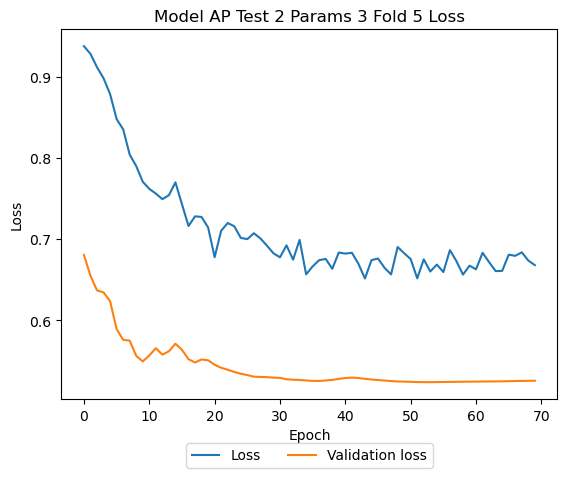 Model AP Test 2 Params 3 Fold 5 Loss
Loss
0.9
0.8
0.7
0.6
0 10 20 30 40 50 60 70
Epoch
Loss Validation loss